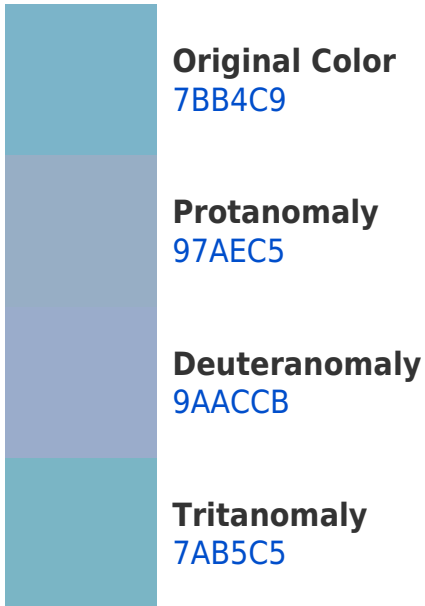 Original Color
7BB4C9
Protanomaly
97AEC5
Deuteranomaly
9AACCB
Tritanomaly
7AB5C5